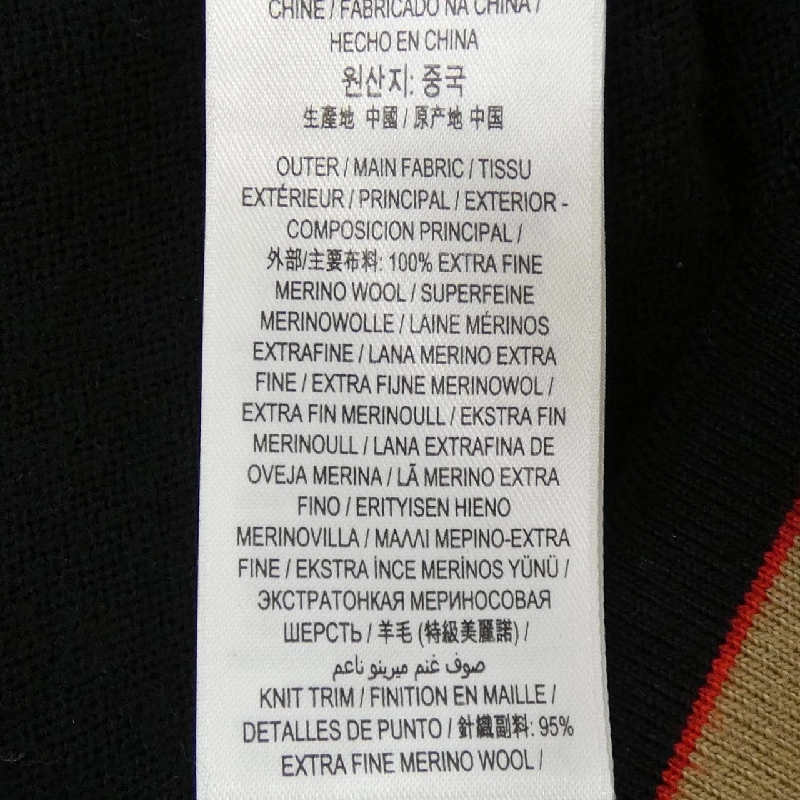 CHINE / FABRICADO NA CHINA /
HECHO EN CHINA
원산지: 중국
生產地 中國 / 原产地 中国
OUTER / MAIN FABRIC / TISSU
EXTÉRIEUR / PRINCIPAL / EXTERIOR -
COMPOSICION PRINCIPAL /
外部/主要布料: 100% EXTRA FINE
MERINO WOOL / SUPERFEINE
MERINOWOLLE / LAINE MÉRINOS
EXTRAFINE / LANA MERINO EXTRA
FINE / EXTRA FIJNE MERINOWOL /
EXTRA FIN MERINOULL / EKSTRA FIN
MERINOULL / LANA EXTRAFINA DE
OVEJA MERINA / LÃ MERINO EXTRA
FINO / ERITYISEN HIENO
MERINOVILLA / ΜΑΛΛΙ ΜΕΡΙΝΟ-EXTRA
FINE / EKSTRA İNCE MERİNOS YÜNÜ /
ЭКСТРАТОНКАЯ МЕРИНОСОВАЯ
ШЕРСТЬ / 羊毛 (特級美麗諾) /
صوف غنم ميرينو ناعم
KNIT TRIM / FINITION EN MAILLE /
DETALLES DE PUNTO / 針織副料: 95%
EXTRA FINE MERINO WOOL /